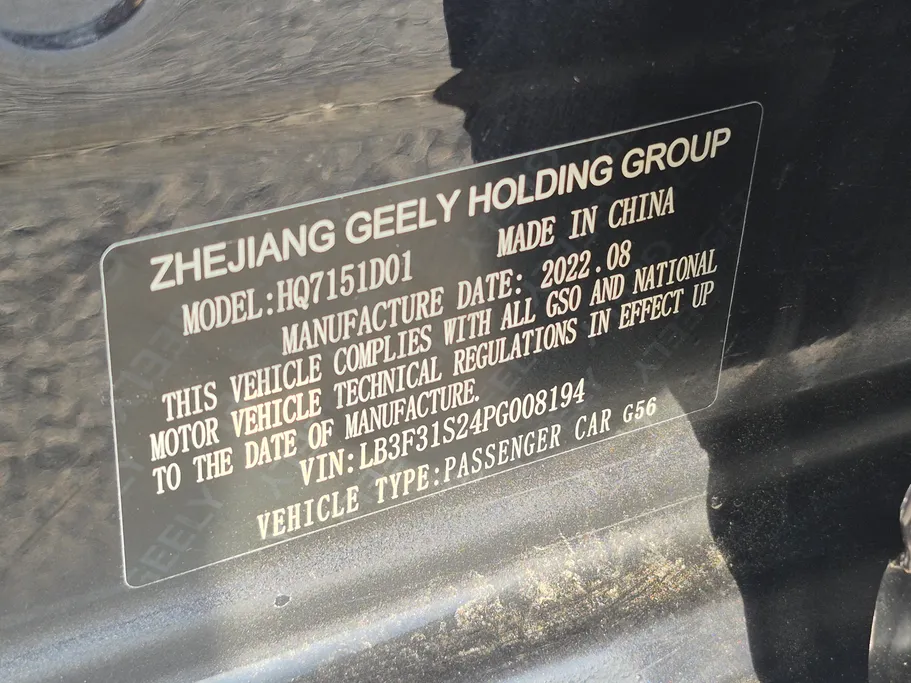 ZHEJIANG GEELY HOLDING GROUP
MODEL:HQ7151D01 MADE IN CHINA
MANUFACTURE DATE: 2022.08
THIS VEHICLE COMPLIES WITH ALL GSO AND NATIONAL
MOTOR VEHICLE TECHNICAL REGULATIONS IN EFFECT UP
TO THE DATE OF MANUFACTURE.
VIN:LB3F31S24PG008194
VEHICLE TYPE:PASSENGER CAR G56